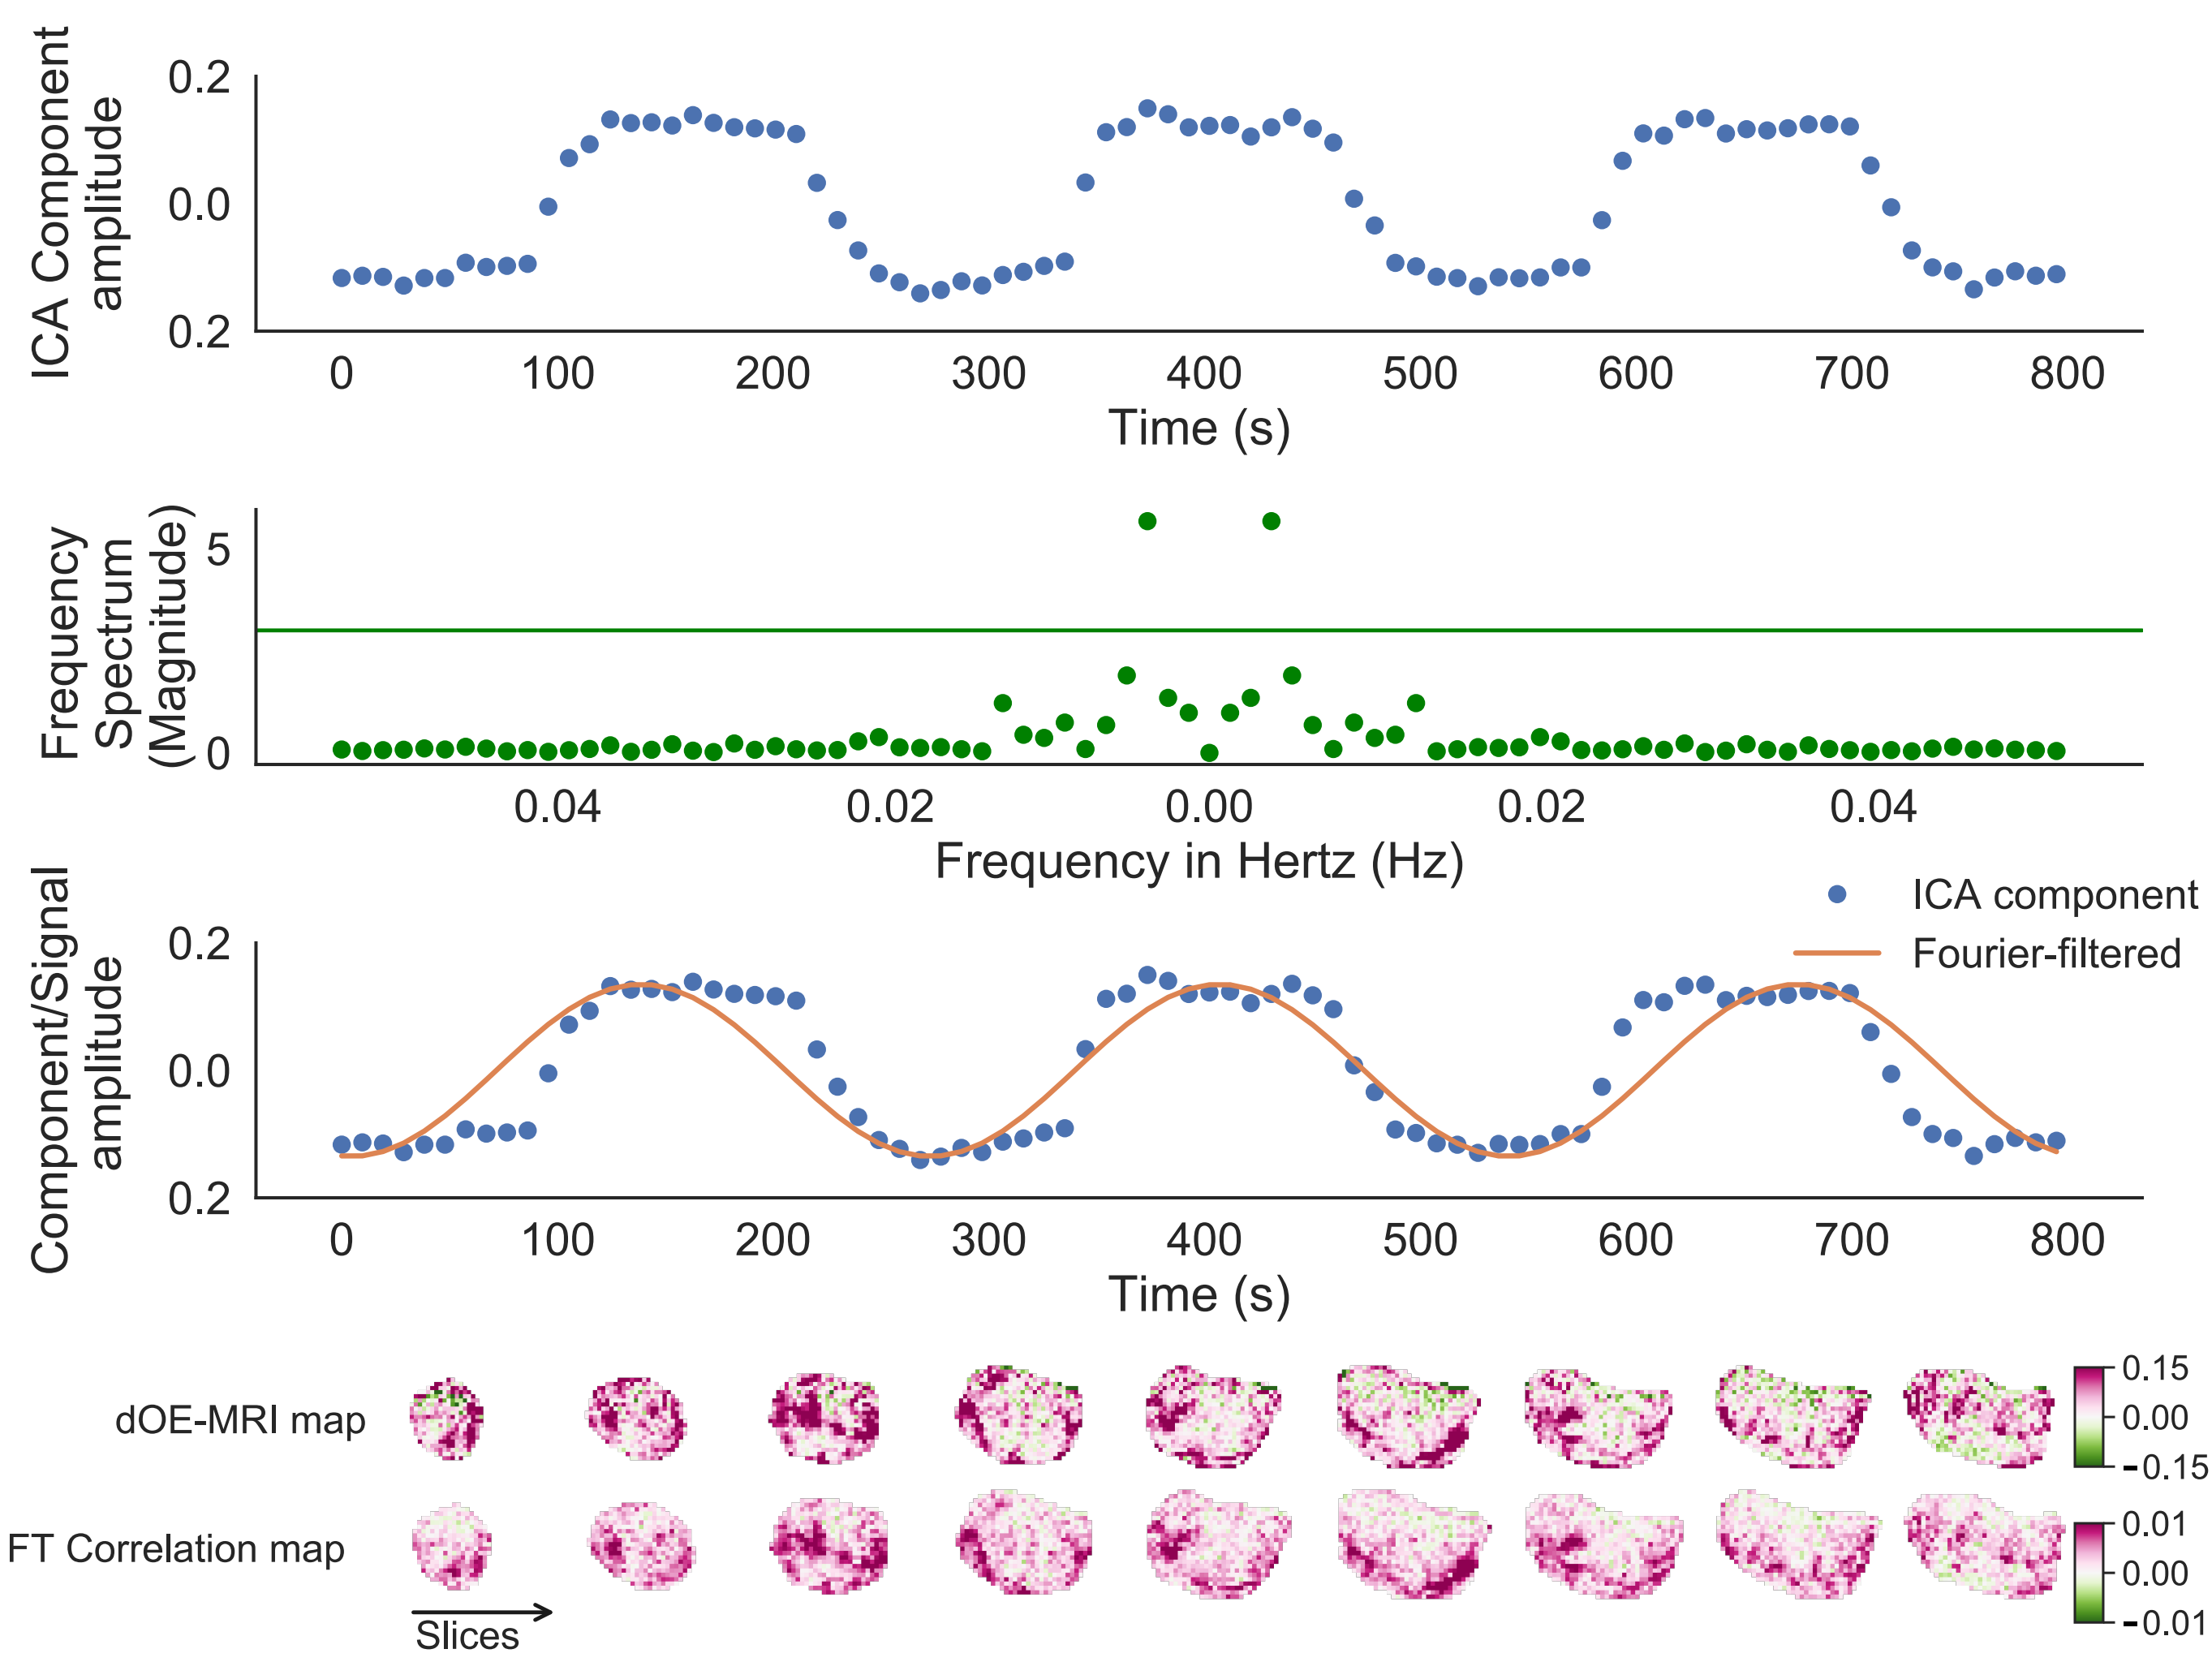 ICA Component
amplitude
0.2
0.0
0.2
0 100 200 300 400 500 600 700 800
Time (s)
Frequency
Spectrum
(Magnitude)
5
0
0.04 0.02 0.00 0.02 0.04
Frequency in Hertz (Hz)
ICA component
Fourier-filtered
Component/Signal
amplitude
0.2
0.0
0.2
0 100 200 300 400 500 600 700 800
Time (s)
dOE-MRI map
0.15
0.00
-0.15
FT Correlation map
0.01
0.00
-0.01
Slices